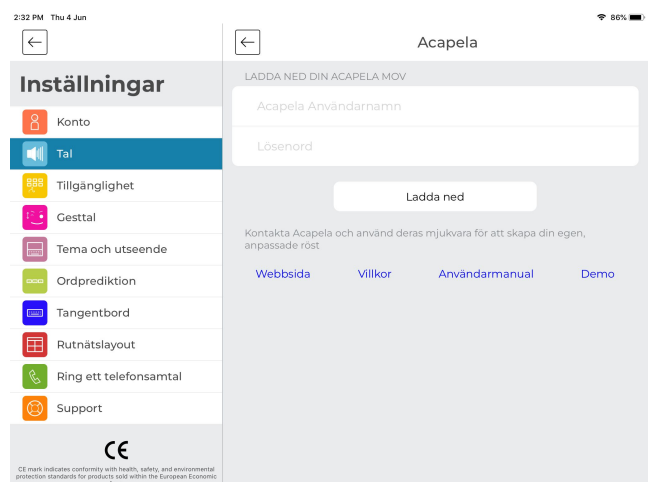 2:32 PM Thu 4 Jun
86%
Inställningar
Konto
Tal
Tillgänglighet
Gesttal
Tema och utseende
Ordprediktion
Tangentbord
Rutnätslayout
Ring ett telefonsamtal
Support
CE
CE mark indicates conformity with health, safety, and environmental
protection standards for products sold within the European Economic
Acapela
LADDA NED DIN ACAPELA MOV
Acapela Användarnamn
Lösenord
Ladda ned
Kontakta Acapela och använd deras mjukvara för att skapa din egen,
anpassade röst
Webbsida Villkor Användarmanual Demo